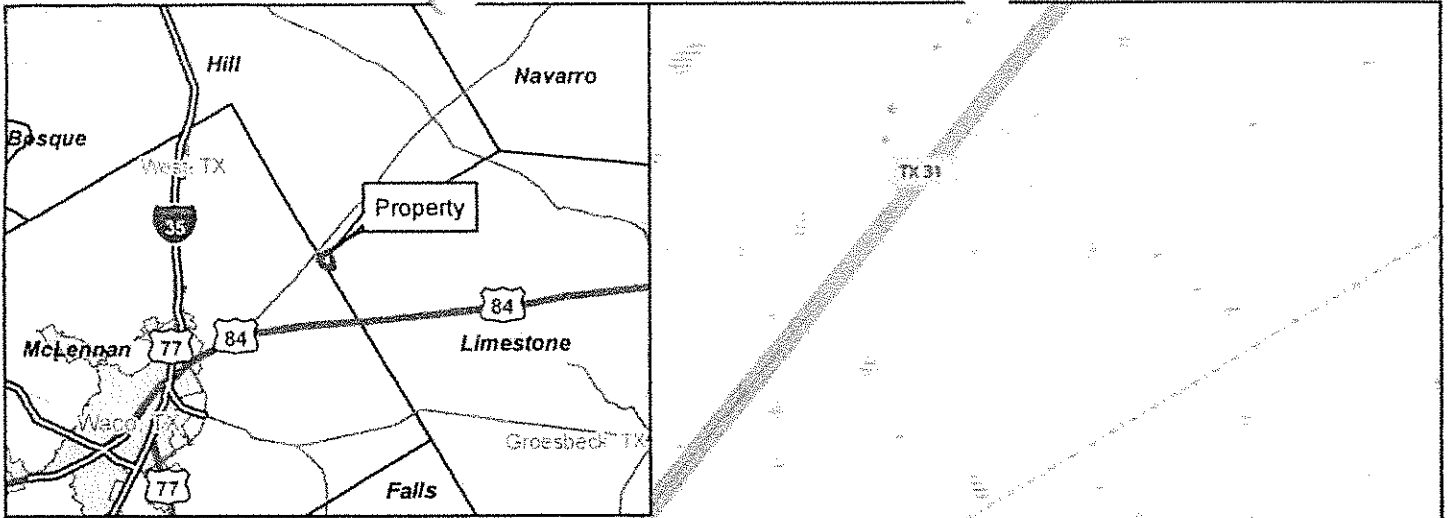 Hill
Navarro
Bosque
West TX
Property
35
84
84
McLennan
77
Limestone
Waco TX
Groesbeck TX
77
Falls
TX 31